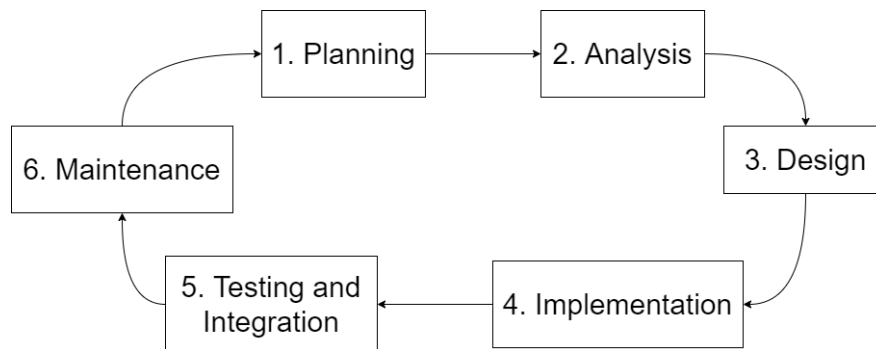 1. Planning
2. Analysis
3. Design
4. Implementation
5. Testing and
Integration
6. Maintenance